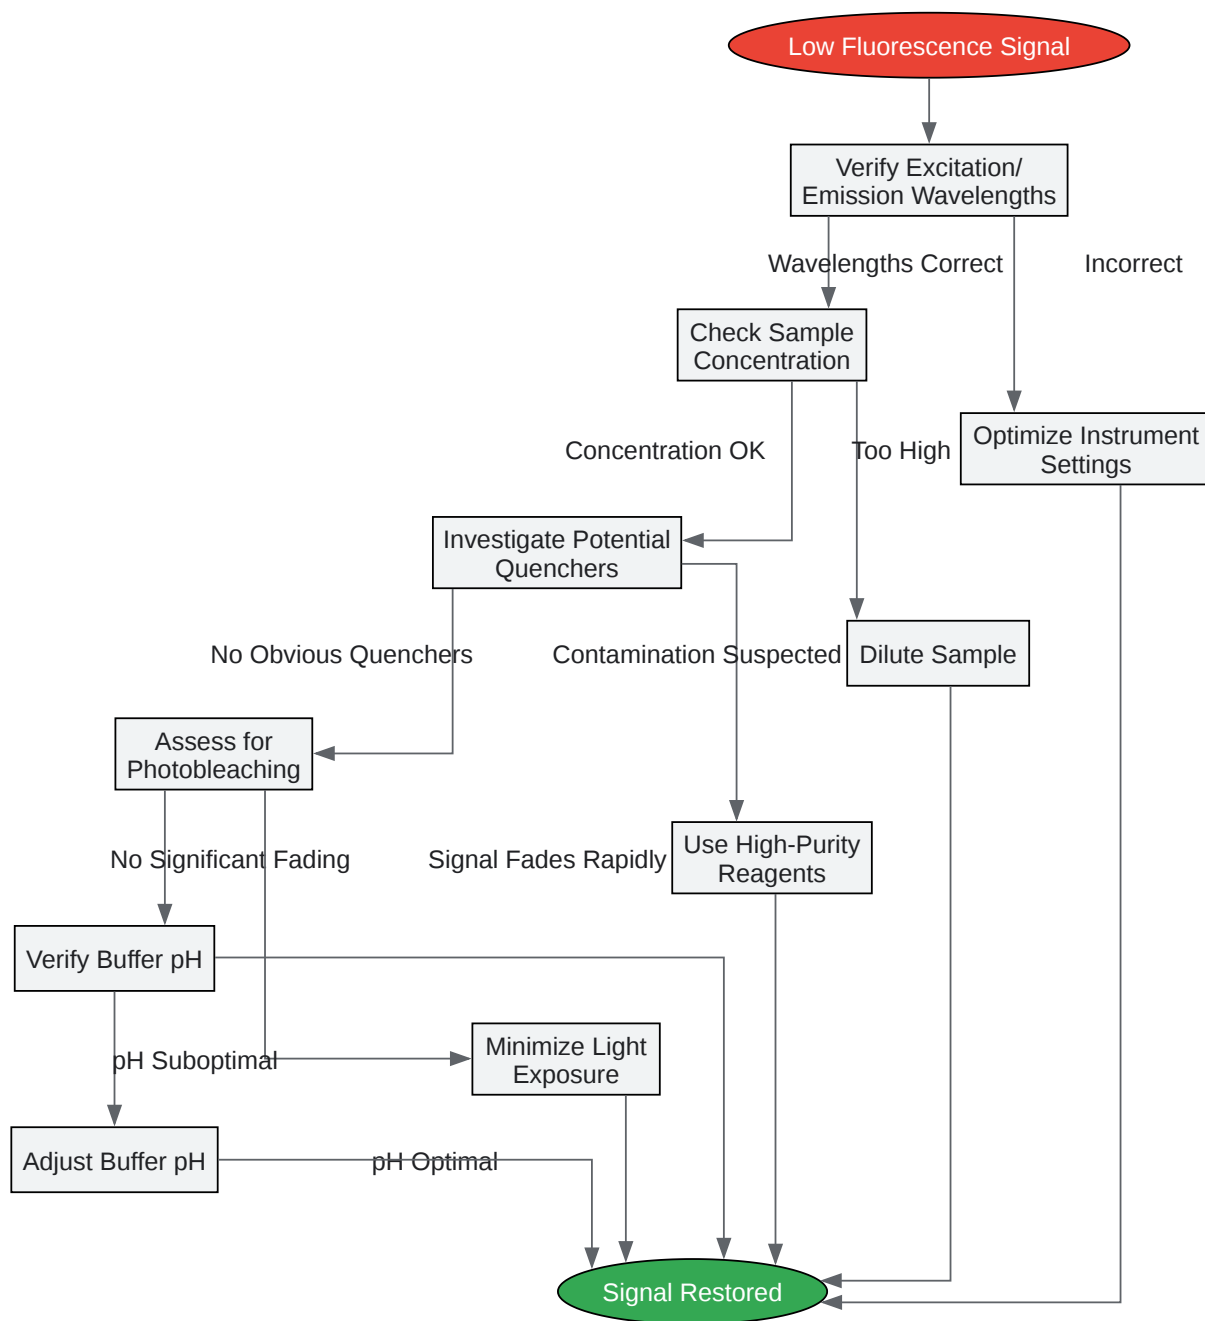 Low Fluorescence Signal
Verify Excitation/
Emission Wavelengths
Wavelengths Correct
Incorrect
Check Sample
Concentration
Optimize Instrument
Settings
Concentration OK
Too High
Investigate Potential
Quenchers
No Obvious Quenchers
Contamination Suspected
Dilute Sample
Assess for
Photobleaching
No Significant Fading
Signal Fades Rapidly
Use High-Purity
Reagents
Verify Buffer pH
pH Suboptimal
Minimize Light
Exposure
Adjust Buffer pH
pH Optimal
Signal Restored